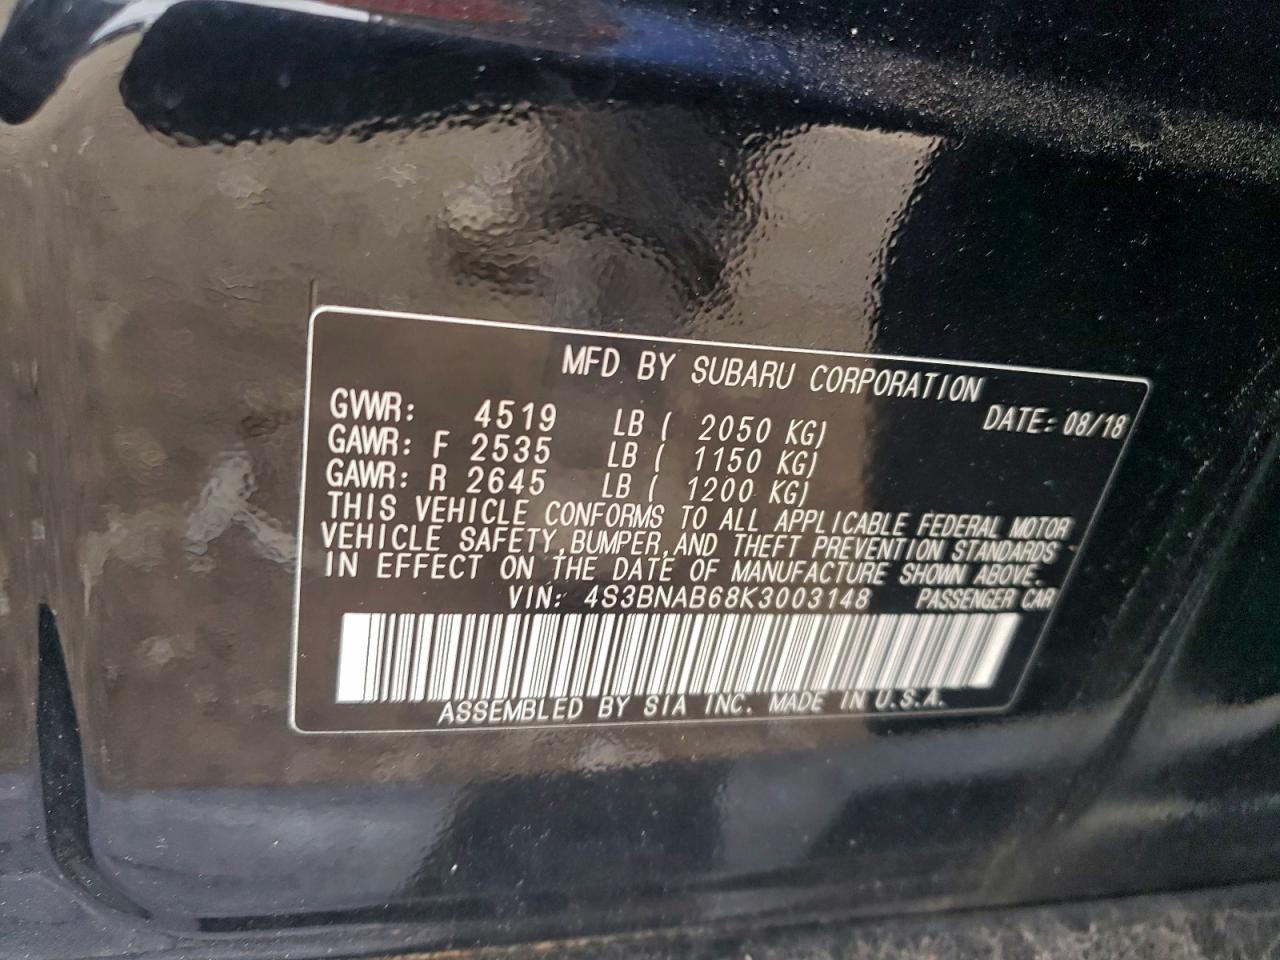 MFD BY SUBARU CORPORATION
GVWR: 4519 LB ( 2050 KG) DATE: 08/18
GAWR: F 2535 LB ( 1150 KG)
GAWR: R 2645 LB ( 1200 KG)
THIS VEHICLE CONFORMS TO ALL APPLICABLE FEDERAL MOTOR
VEHICLE SAFETY,BUMPER,AND THEFT PREVENTION STANDARDS
IN EFFECT ON THE DATE OF MANUFACTURE SHOWN ABOVE.
VIN: 4S3BNAB68K3003148 PASSENGER CAR
ASSEMBLED BY SIA INC. MADE IN U.S.A.